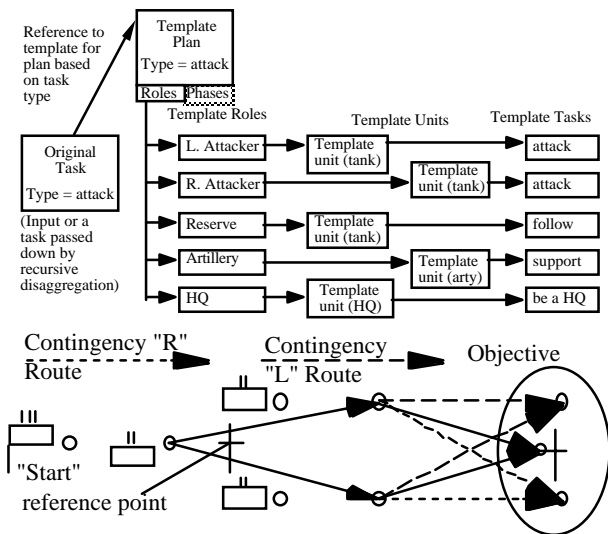 Reference to
template for
plan based
on task
type
Template
Plan
Type = attack
Roles
Phases
Template Roles
Template Units
Template Tasks
Original
Task
Type = attack
(Input or a
task passed
down by
recursive
disaggregation)
L. Attacker
Template
unit (tank)
attack
R. Attacker
Template
unit (tank)
attack
Reserve
Template
unit (tank)
follow
Artillery
Template
unit (arty)
support
HQ
Template
unit (HQ)
be a HQ
Contingency "R"
Route
Contingency
"L" Route
Objective
"Start"
reference point